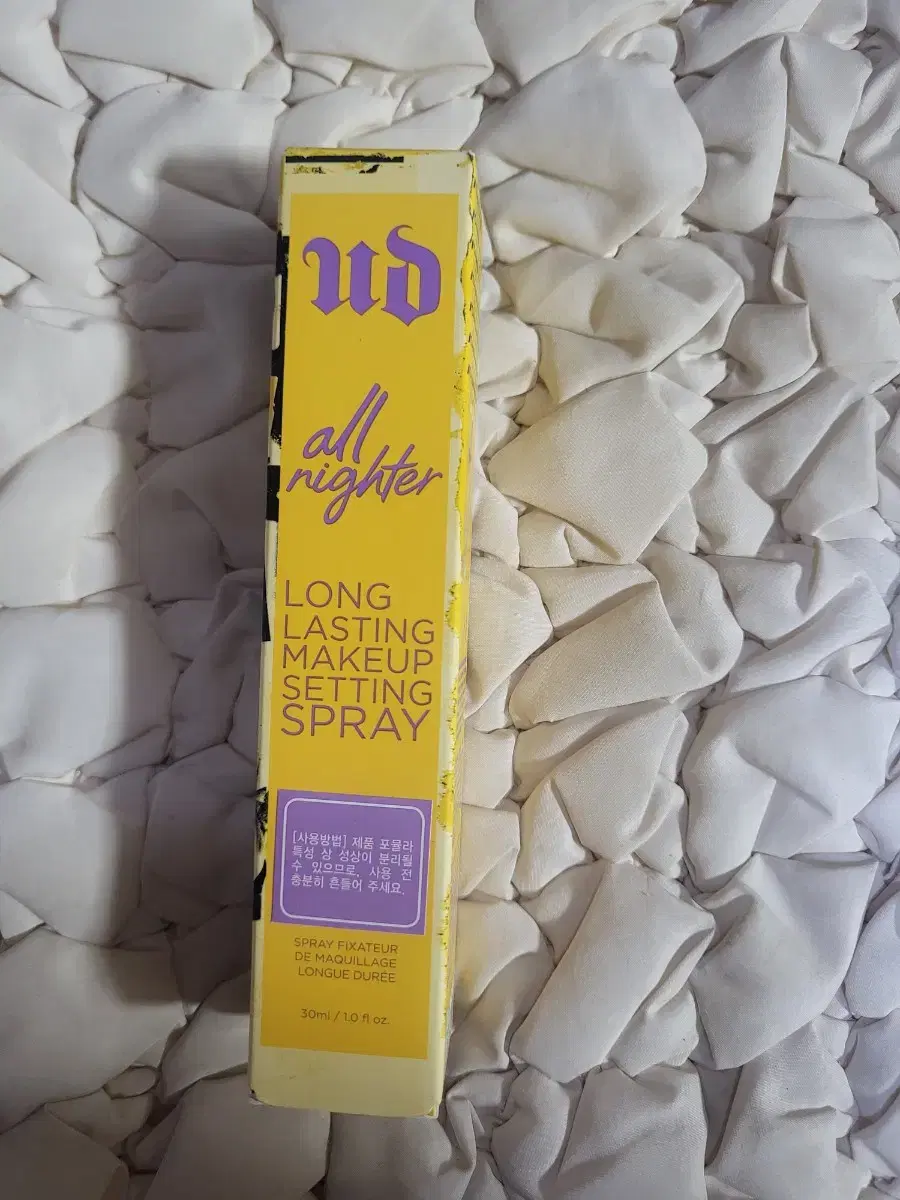 ud
all
nighter
LONG
LASTING
MAKEUP
SETTING
SPRAY
[사용방법] 제품 포뮬라
특성 상 성상이 분리될
수 있으므로, 사용 전
충분히 흔들어 주세요.
SPRAY FIXATEUR
DE MAQUILLAGE
LONGUE DURÉE
30ml / 1.0 fl oz.